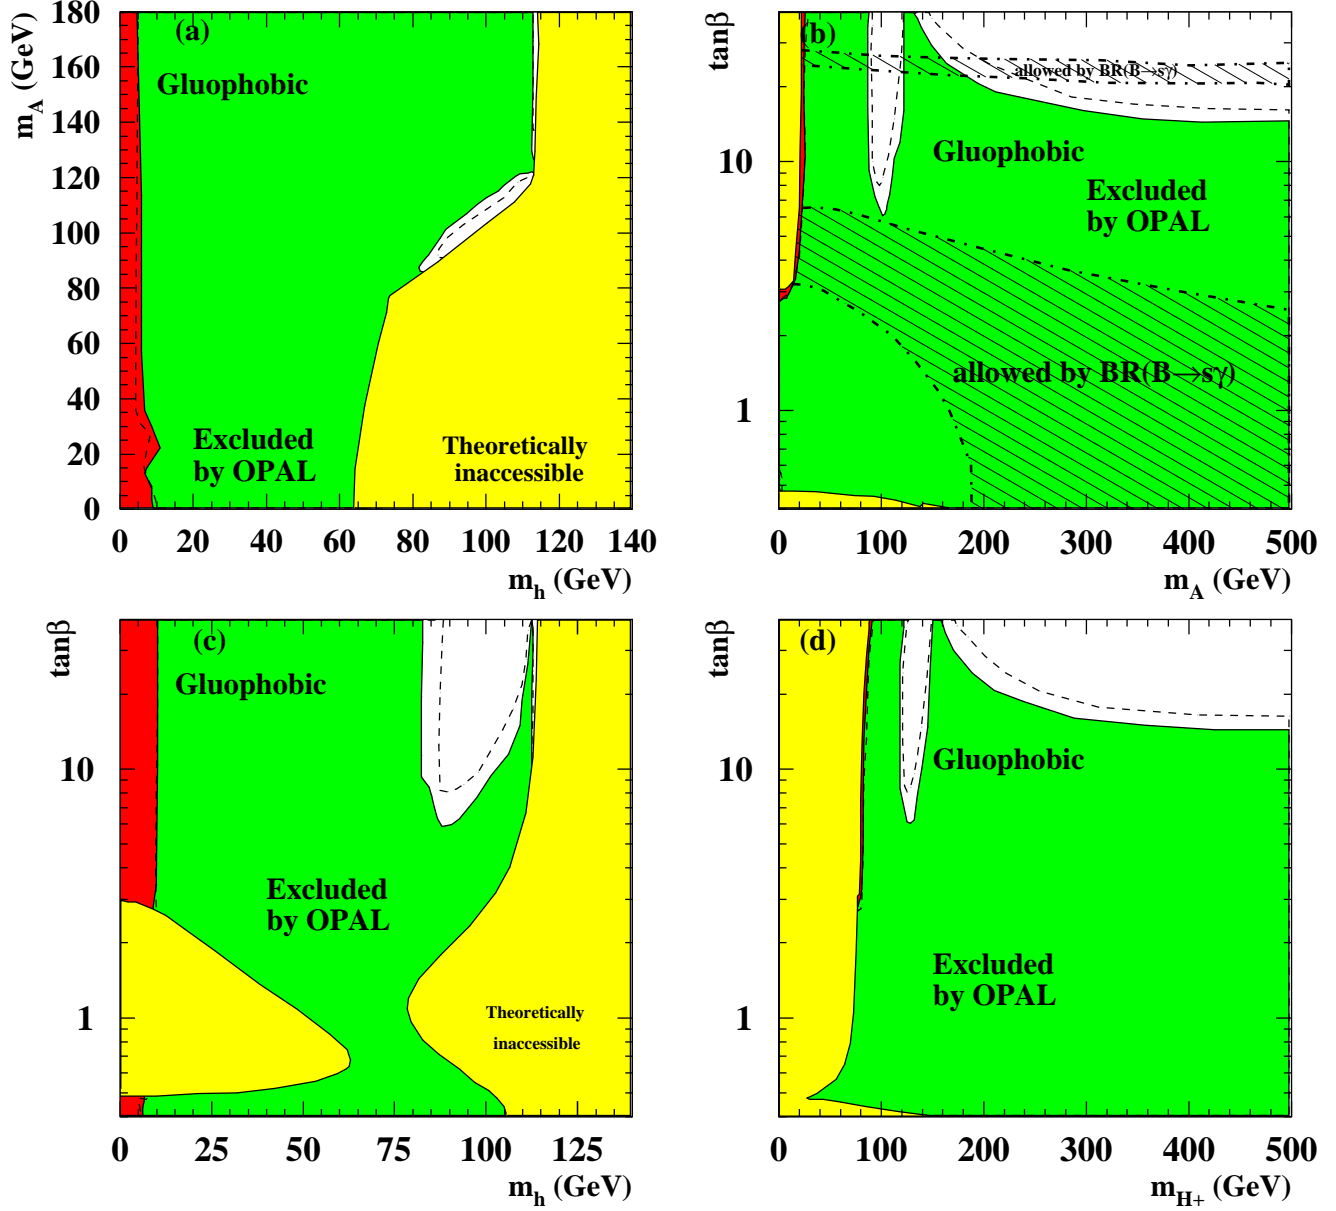 (a)
Gluophobic
Excluded
by OPAL
Theoretically
inaccessible
m_A (GeV)
180
160
140
120
100
80
60
40
20
0
0 20 40 60 80 100 120 140
m_h (GeV)
(b)
allowed by BR(B→sγ)
Gluophobic
Excluded
by OPAL
allowed by BR(B→sγ)
tanβ
10
1
0 100 200 300 400 500
m_A (GeV)
(c)
Gluophobic
Excluded
by OPAL
Theoretically
inaccessible
tanβ
10
1
0 25 50 75 100 125
m_h (GeV)
(d)
Gluophobic
Excluded
by OPAL
tanβ
10
1
0 100 200 300 400 500
m_H+ (GeV)